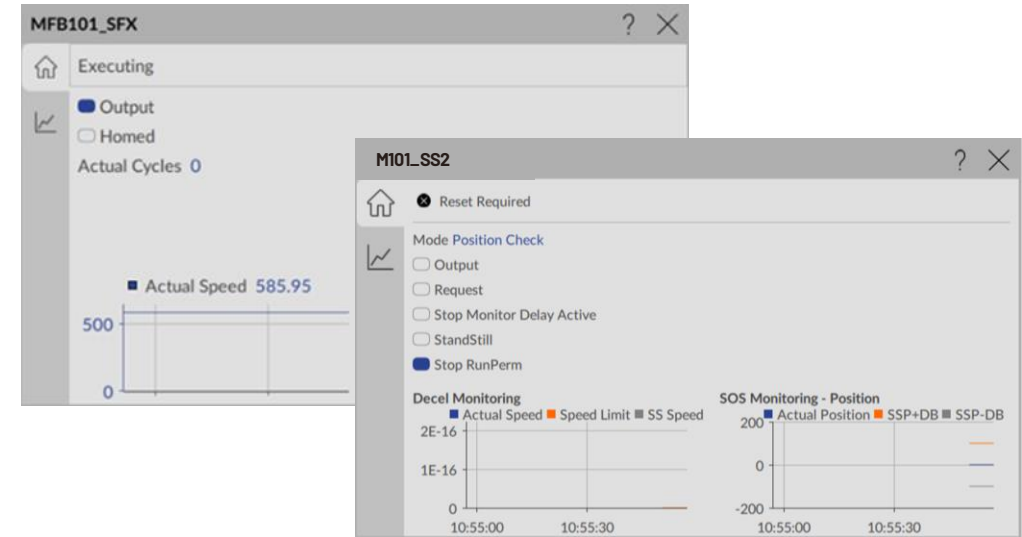 MFB101_SFX ?
Executing
Output
Homed
Actual Cycles 0
Actual Speed 585.95
500
0
M101_SS2 ?
Reset Required
Mode Position Check
Output
Request
Stop Monitor Delay Active
StandStill
Stop RunPerm
Decel Monitoring
Actual Speed Speed Limit SS Speed
2E-16
1E-16
0
10:55:00 10:55:30
SOS Monitoring - Position
Actual Position SSP+DB SSP-DB
200
0
-200
10:55:00 10:55:30